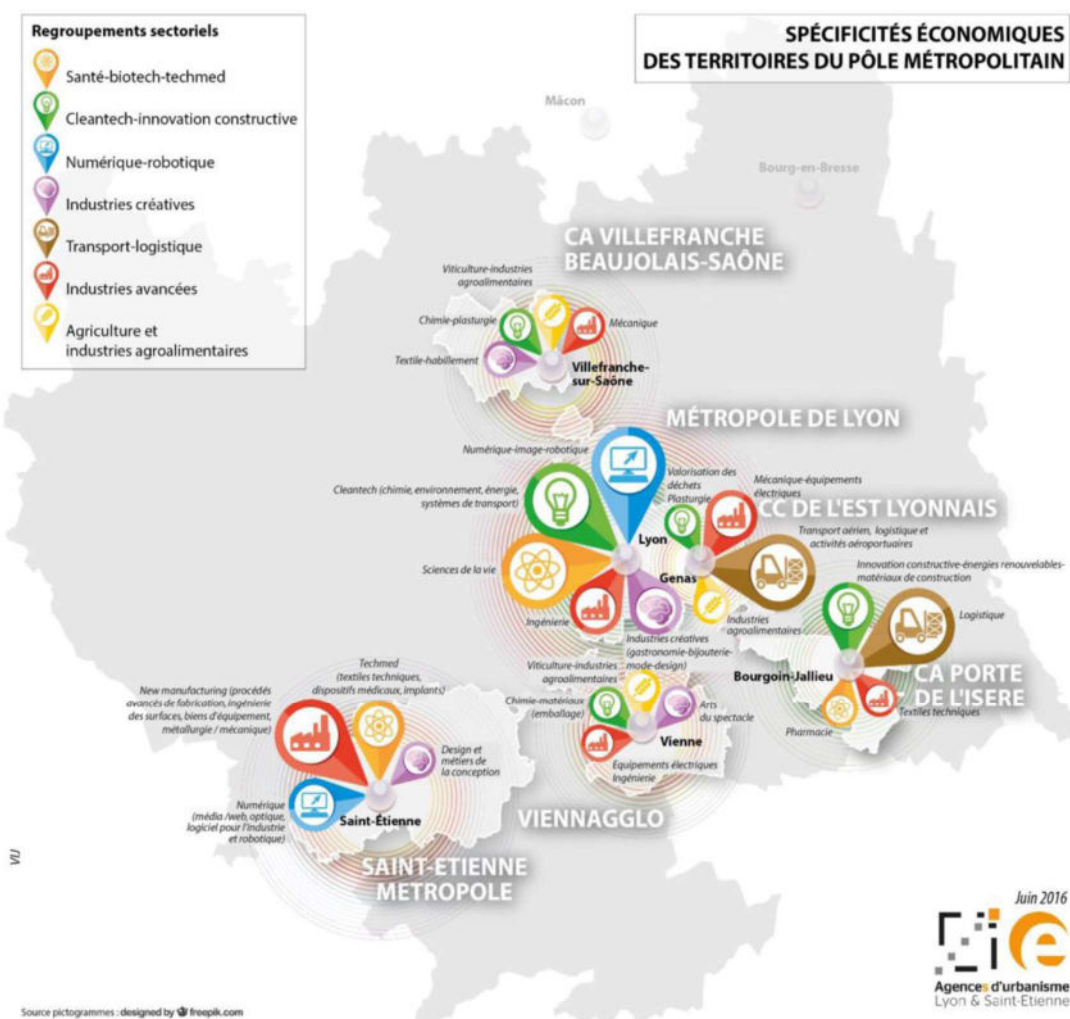 Regroupements sectoriels
Santé-biotech-techmed
Cleantech-innovation constructive
Numérique-robotique
Industries créatives
Transport-logistique
Industries avancées
Agriculture et
industries agroalimentaires
SPÉCIFICITÉS ÉCONOMIQUES
DES TERRITOIRES DU PÔLE MÉTROPOLITAIN
Mâcon
Bourg-en-Bresse
CA VILLEFRANCHE
BEAUJOLAIS-SAÔNE
Viticulture-industries
agroalimentaires
Chimie-plasturgie
Mécanique
Textile-habillement
Villefranche-
sur-Saône
MÉTROPOLE DE LYON
Numérique-image-robotique
Cleantech (chimie, environnement, énergie,
systèmes de transport)
Sciences de la vie
Ingénierie
Lyon
Industries créatives
(gastronomie-bijouterie-
mode-design)
Valorisation des
déchets
Plasturgie
Mécanique-équipements
électriques
CC DE L'EST LYONNAIS
Transport aérien, logistique et
activités aéroportuaires
Genas
Industries
agroalimentaires
Innovation constructive-énergies renouvelables-
matériaux de construction
Logistique
Bourgoin-Jallieu
CA PORTE
DE L'ISERE
Textiles techniques
Pharmacie
Viticulture-industries
agroalimentaires
Chimie-matériaux
(emballage)
Arts
du spectacle
Vienne
Equipements électriques
Ingénierie
VIENNAGGLO
Techmed
(textiles techniques,
dispositifs médicaux, implants)
New manufacturing (procédés
avancés de fabrication, ingénierie
des surfaces, biens d'équipement,
métallurgie / mécanique)
Design et
métiers de
la conception
Numérique
(média /web, optique,
logiciel pour l'industrie
et robotique)
Saint-Étienne
SAINT-ETIENNE
METROPOLE
VU
Juin 2016
Agences d'urbanisme
Lyon & Saint-Etienne
Source pictogrammes : designed by freepik.com